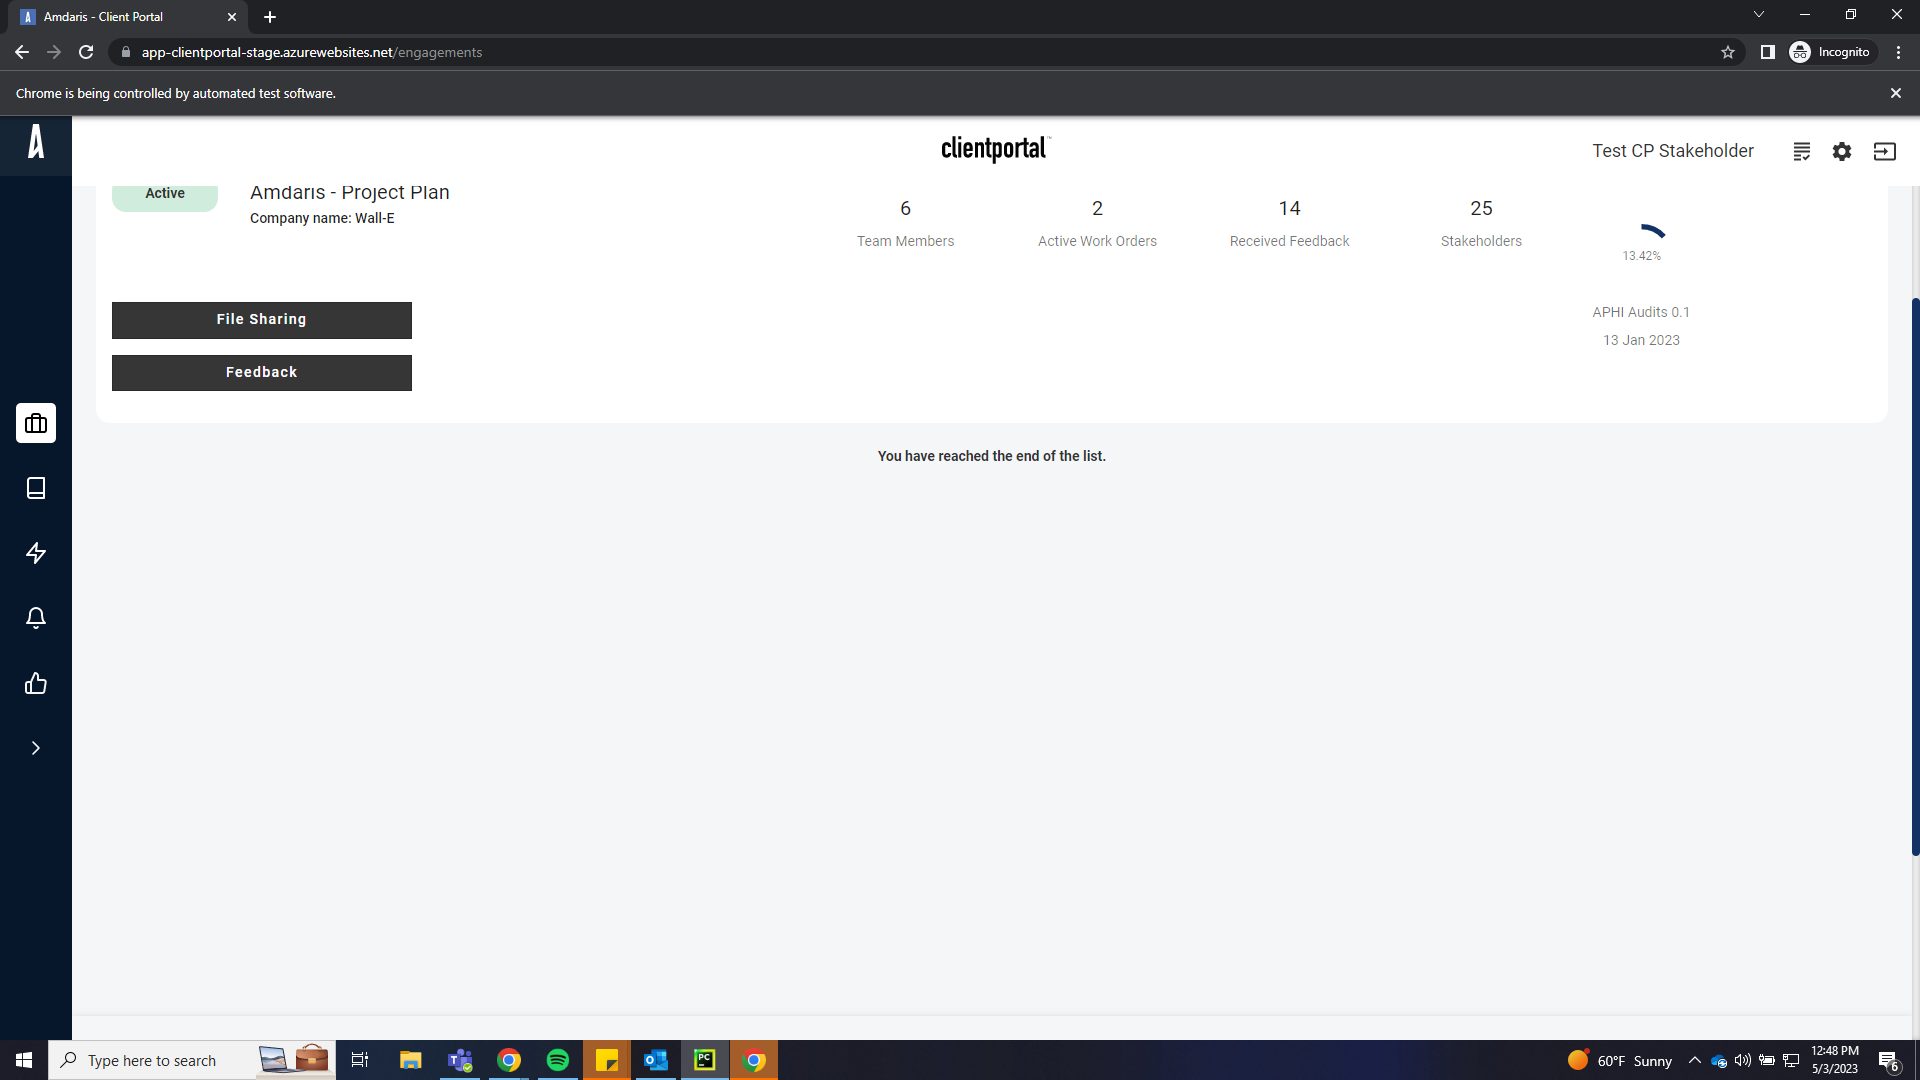 Amdaris - Client Portal
app-clientportal-stage.azurewebsites.net/engagements
Incognito
Chrome is being controlled by automated test software.
clientportal™
Test CP Stakeholder
Active
Amdaris - Project Plan
Company name: Wall-E
6
Team Members
2
Active Work Orders
14
Received Feedback
25
Stakeholders
13.42%
File Sharing
Feedback
APHI Audits 0.1
13 Jan 2023
You have reached the end of the list.
Type here to search
PC
60°F Sunny
12:48 PM
5/3/2023
6